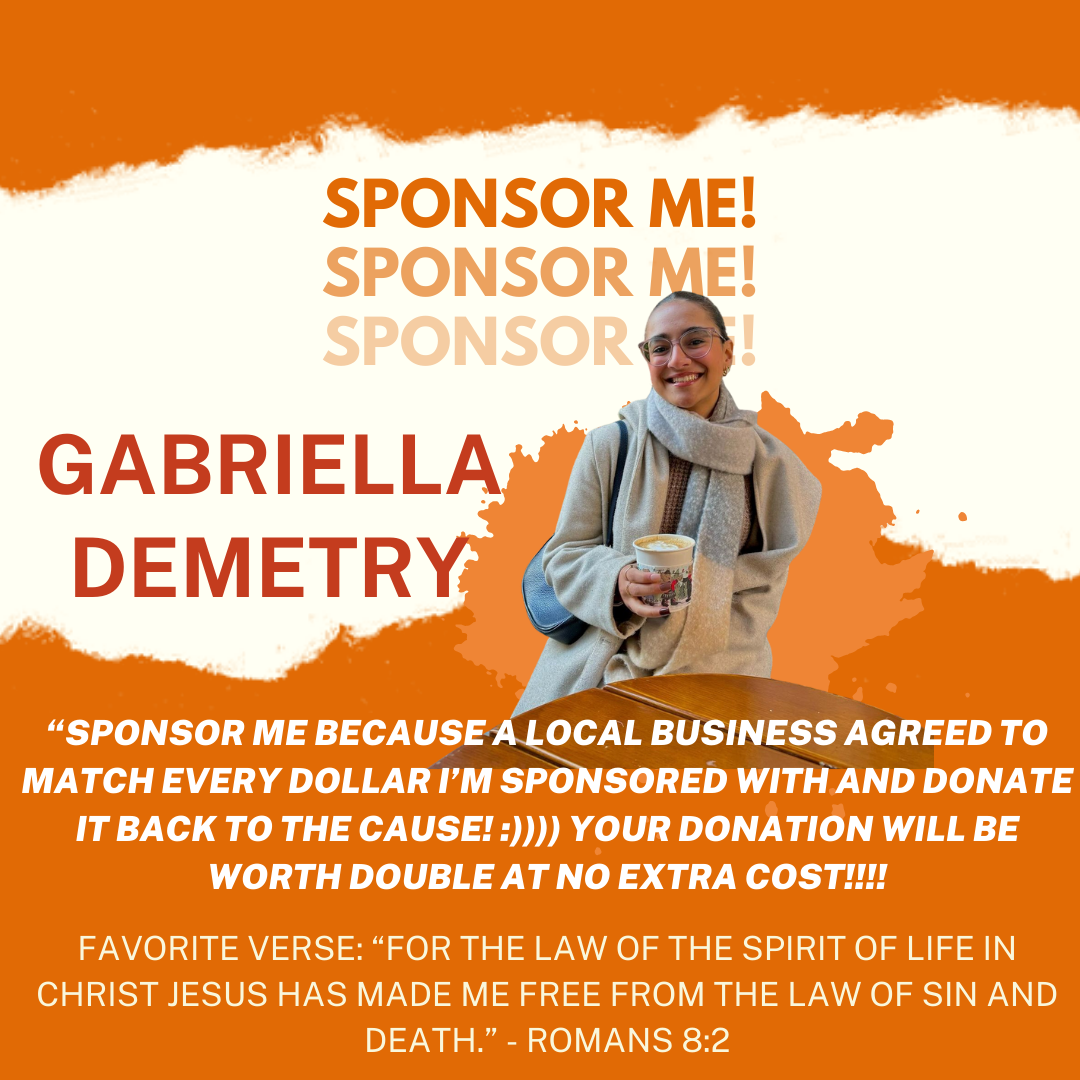 SPONSOR ME!
SPONSOR ME!
SPONSOR ME!
GABRIELLA
DEMETRY
“SPONSOR ME BECAUSE A LOCAL BUSINESS AGREED TO
MATCH EVERY DOLLAR I’M SPONSORED WITH AND DONATE
IT BACK TO THE CAUSE! :)))) YOUR DONATION WILL BE
WORTH DOUBLE AT NO EXTRA COST!!!!
FAVORITE VERSE: “FOR THE LAW OF THE SPIRIT OF LIFE IN
CHRIST JESUS HAS MADE ME FREE FROM THE LAW OF SIN AND
DEATH.” - ROMANS 8:2